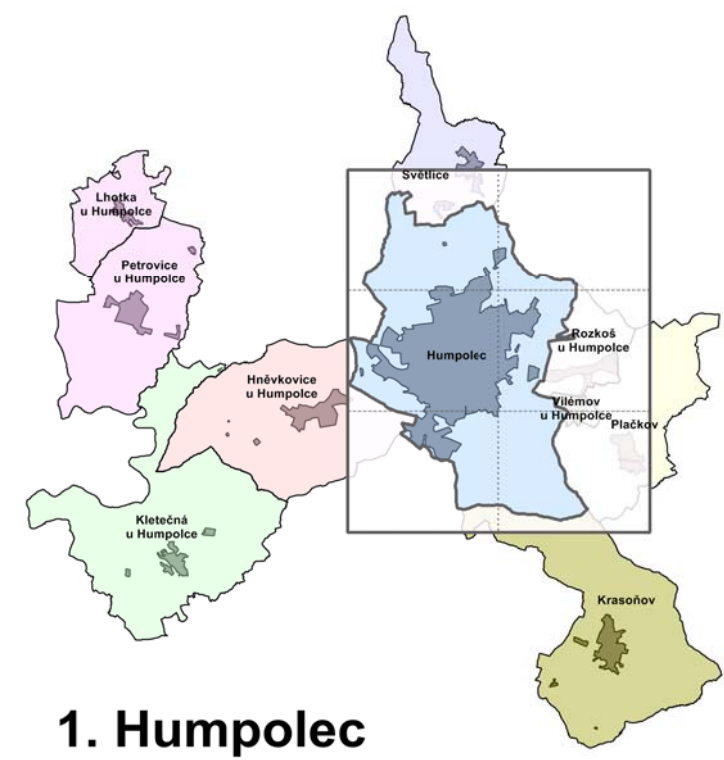 Světlice
Lhotka
u Humpolce
Petrovice
u Humpolce
Rozkoš
u Humpolce
Humpolec
Hněvkovice
u Humpolce
Vilémov
u Humpolce
Plačkov
Kletečná
u Humpolce
Krasoňov
1. Humpolec